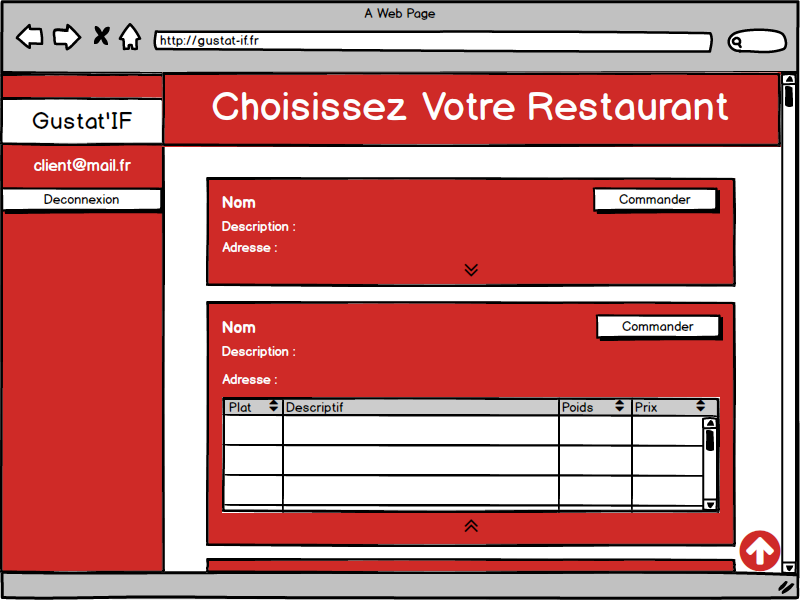 A Web Page
http://gustat-if.fr
Choisissez Votre Restaurant
Gustat'IF
client@mail.fr
Deconnexion
Nom
Commander
Description :
Adresse :
Nom
Commander
Description :
Adresse :
Plat Descriptif Poids Prix